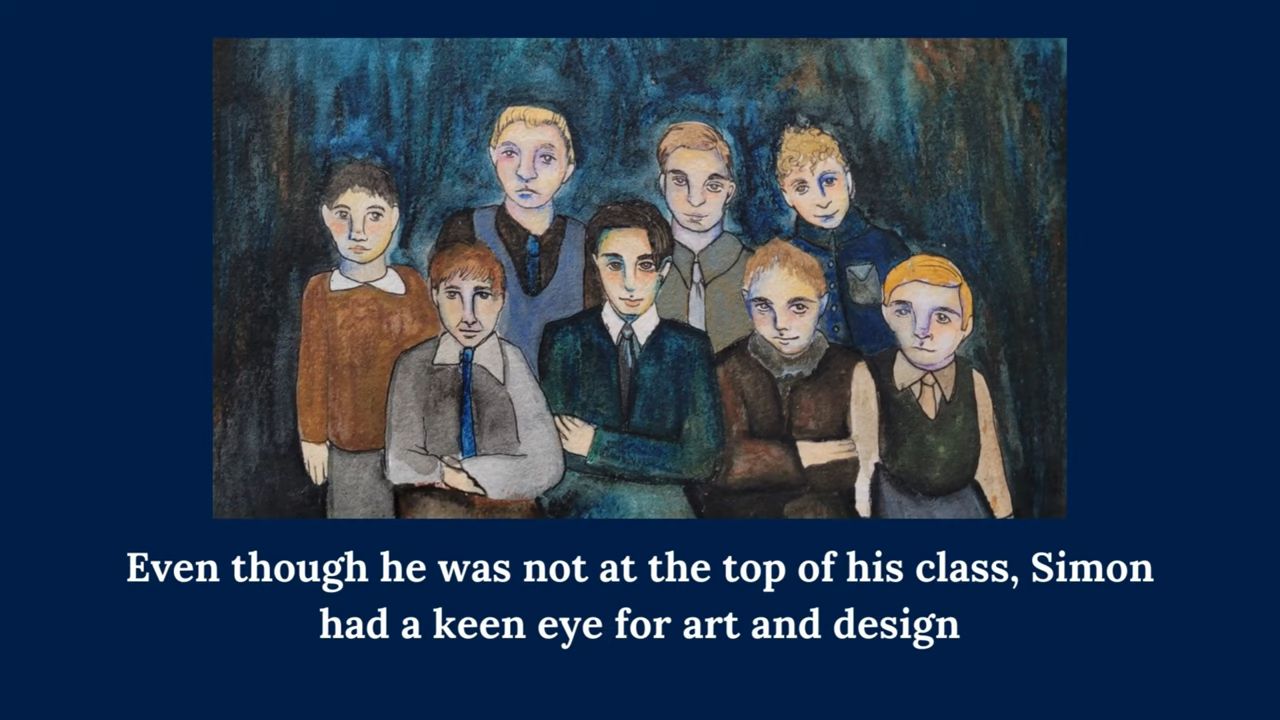 Even though he was not at the top of his class, Simon
had a keen eye for art and design